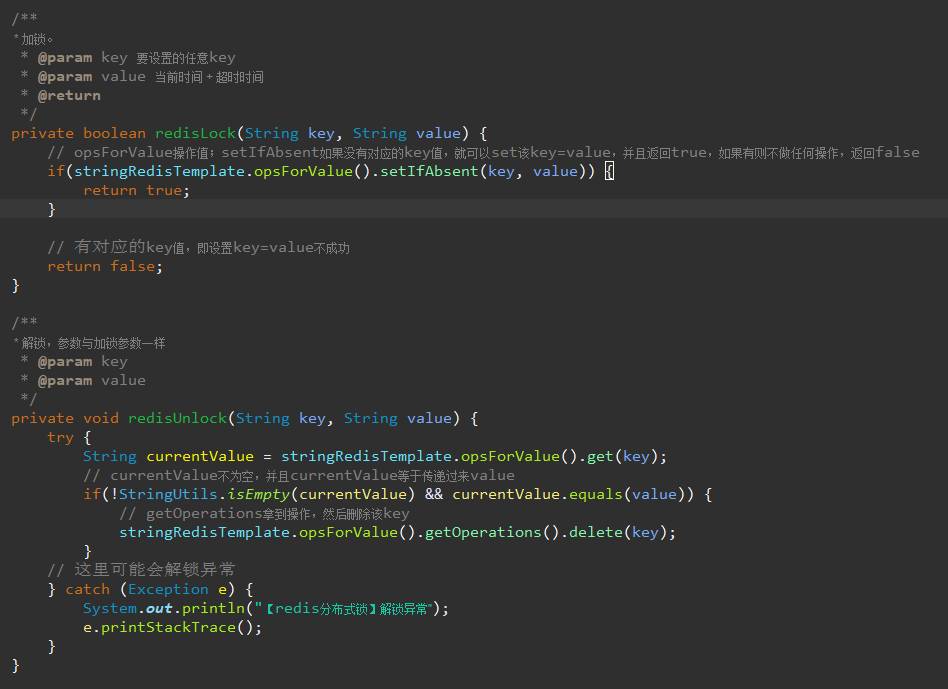 /**
* 加锁。
* @param key 要设置的任意key
* @param value 当前时间+超时时间
* @return
*/
private boolean redisLock(String key, String value) {
// opsForValue操作值；setIfAbsent如果没有对应的key值，就可以set该key=value，并且返回true，如果有则不做任何操作，返回false
if(stringRedisTemplate.opsForValue().setIfAbsent(key, value)) {
return true;
}
// 有对应的key值，即设置key=value不成功
return false;
}
/**
* 解锁，参数与加锁参数一样
* @param key
* @param value
*/
private void redisUnlock(String key, String value) {
try {
String currentValue = stringRedisTemplate.opsForValue().get(key);
// currentValue不为空，并且currentValue等于传递过来value
if(!StringUtils.isEmpty(currentValue) && currentValue.equals(value)) {
// getOperations拿到操作，然后删除该key
stringRedisTemplate.opsForValue().getOperations().delete(key);
}
// 这里可能会解锁异常
} catch (Exception e) {
System.out.println("【redis分布式锁】解锁异常");
e.printStackTrace();
}
}